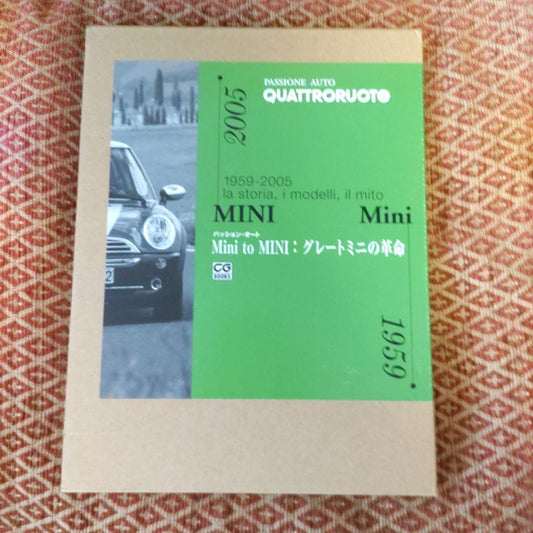 PASSIONE AUTO
QUATTRORUOTE
2005
1959-2005
la storia, i modelli, il mito
MINI Mini
パッション・オート
Mini to MINI：グレートミニの革命
CG
BOOKS
1959
2